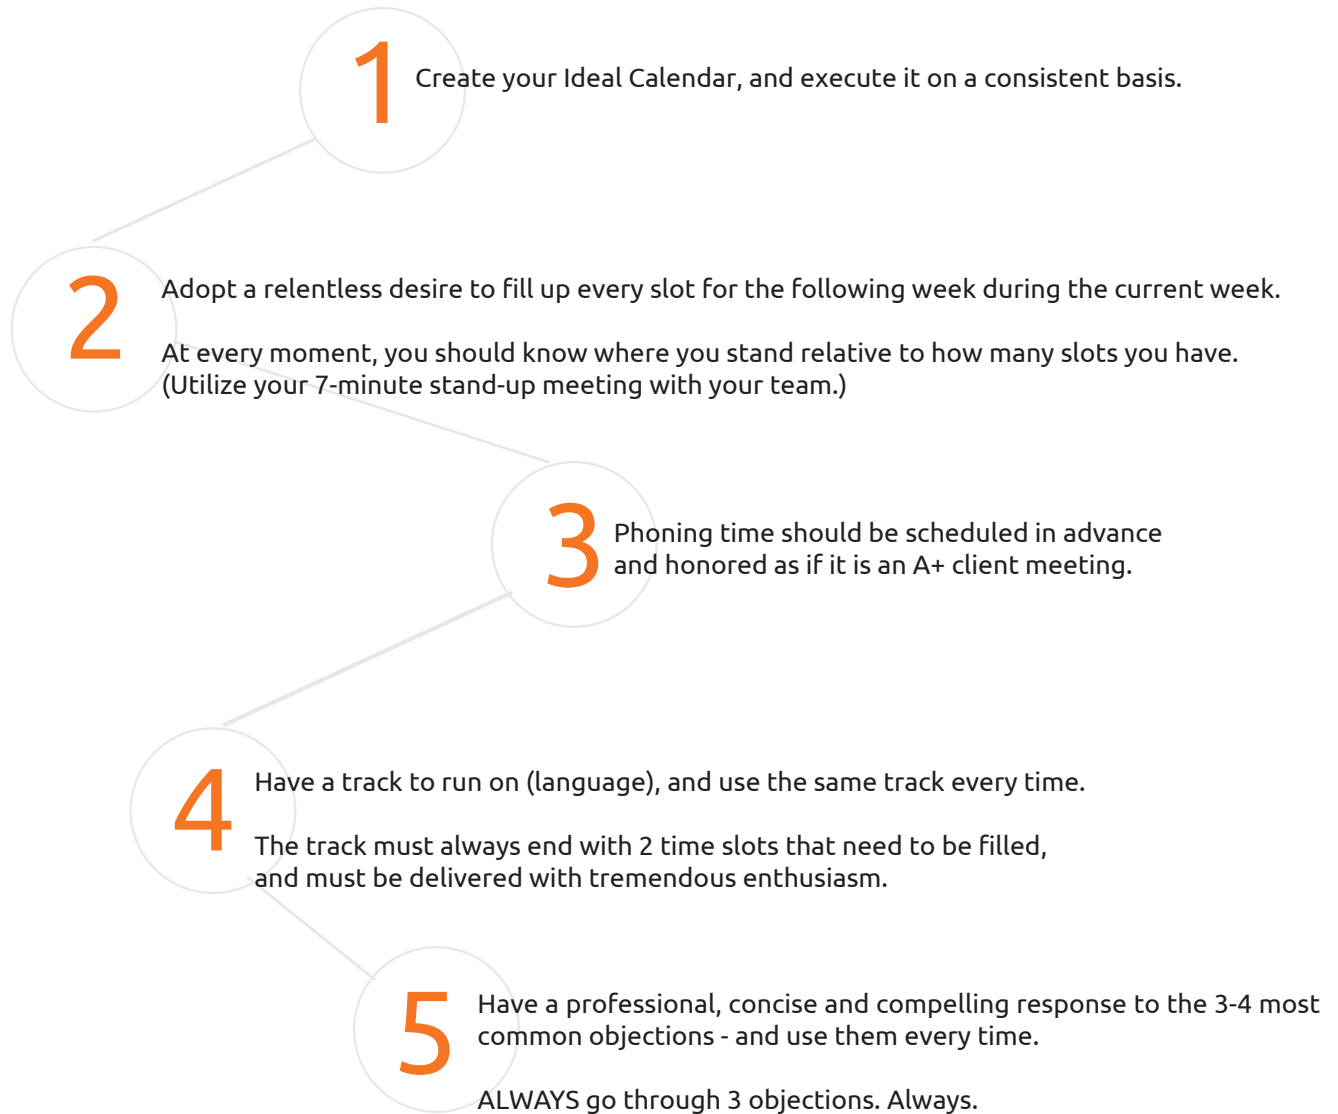 1
Create your Ideal Calendar, and execute it on a consistent basis.
2
Adopt a relentless desire to fill up every slot for the following week during the current week.
At every moment, you should know where you stand relative to how many slots you have.
(Utilize your 7-minute stand-up meeting with your team.)
3
Phoning time should be scheduled in advance
and honored as if it is an A+ client meeting.
4
Have a track to run on (language), and use the same track every time.
The track must always end with 2 time slots that need to be filled,
and must be delivered with tremendous enthusiasm.
5
Have a professional, concise and compelling response to the 3-4 most
common objections - and use them every time.
ALWAYS go through 3 objections. Always.